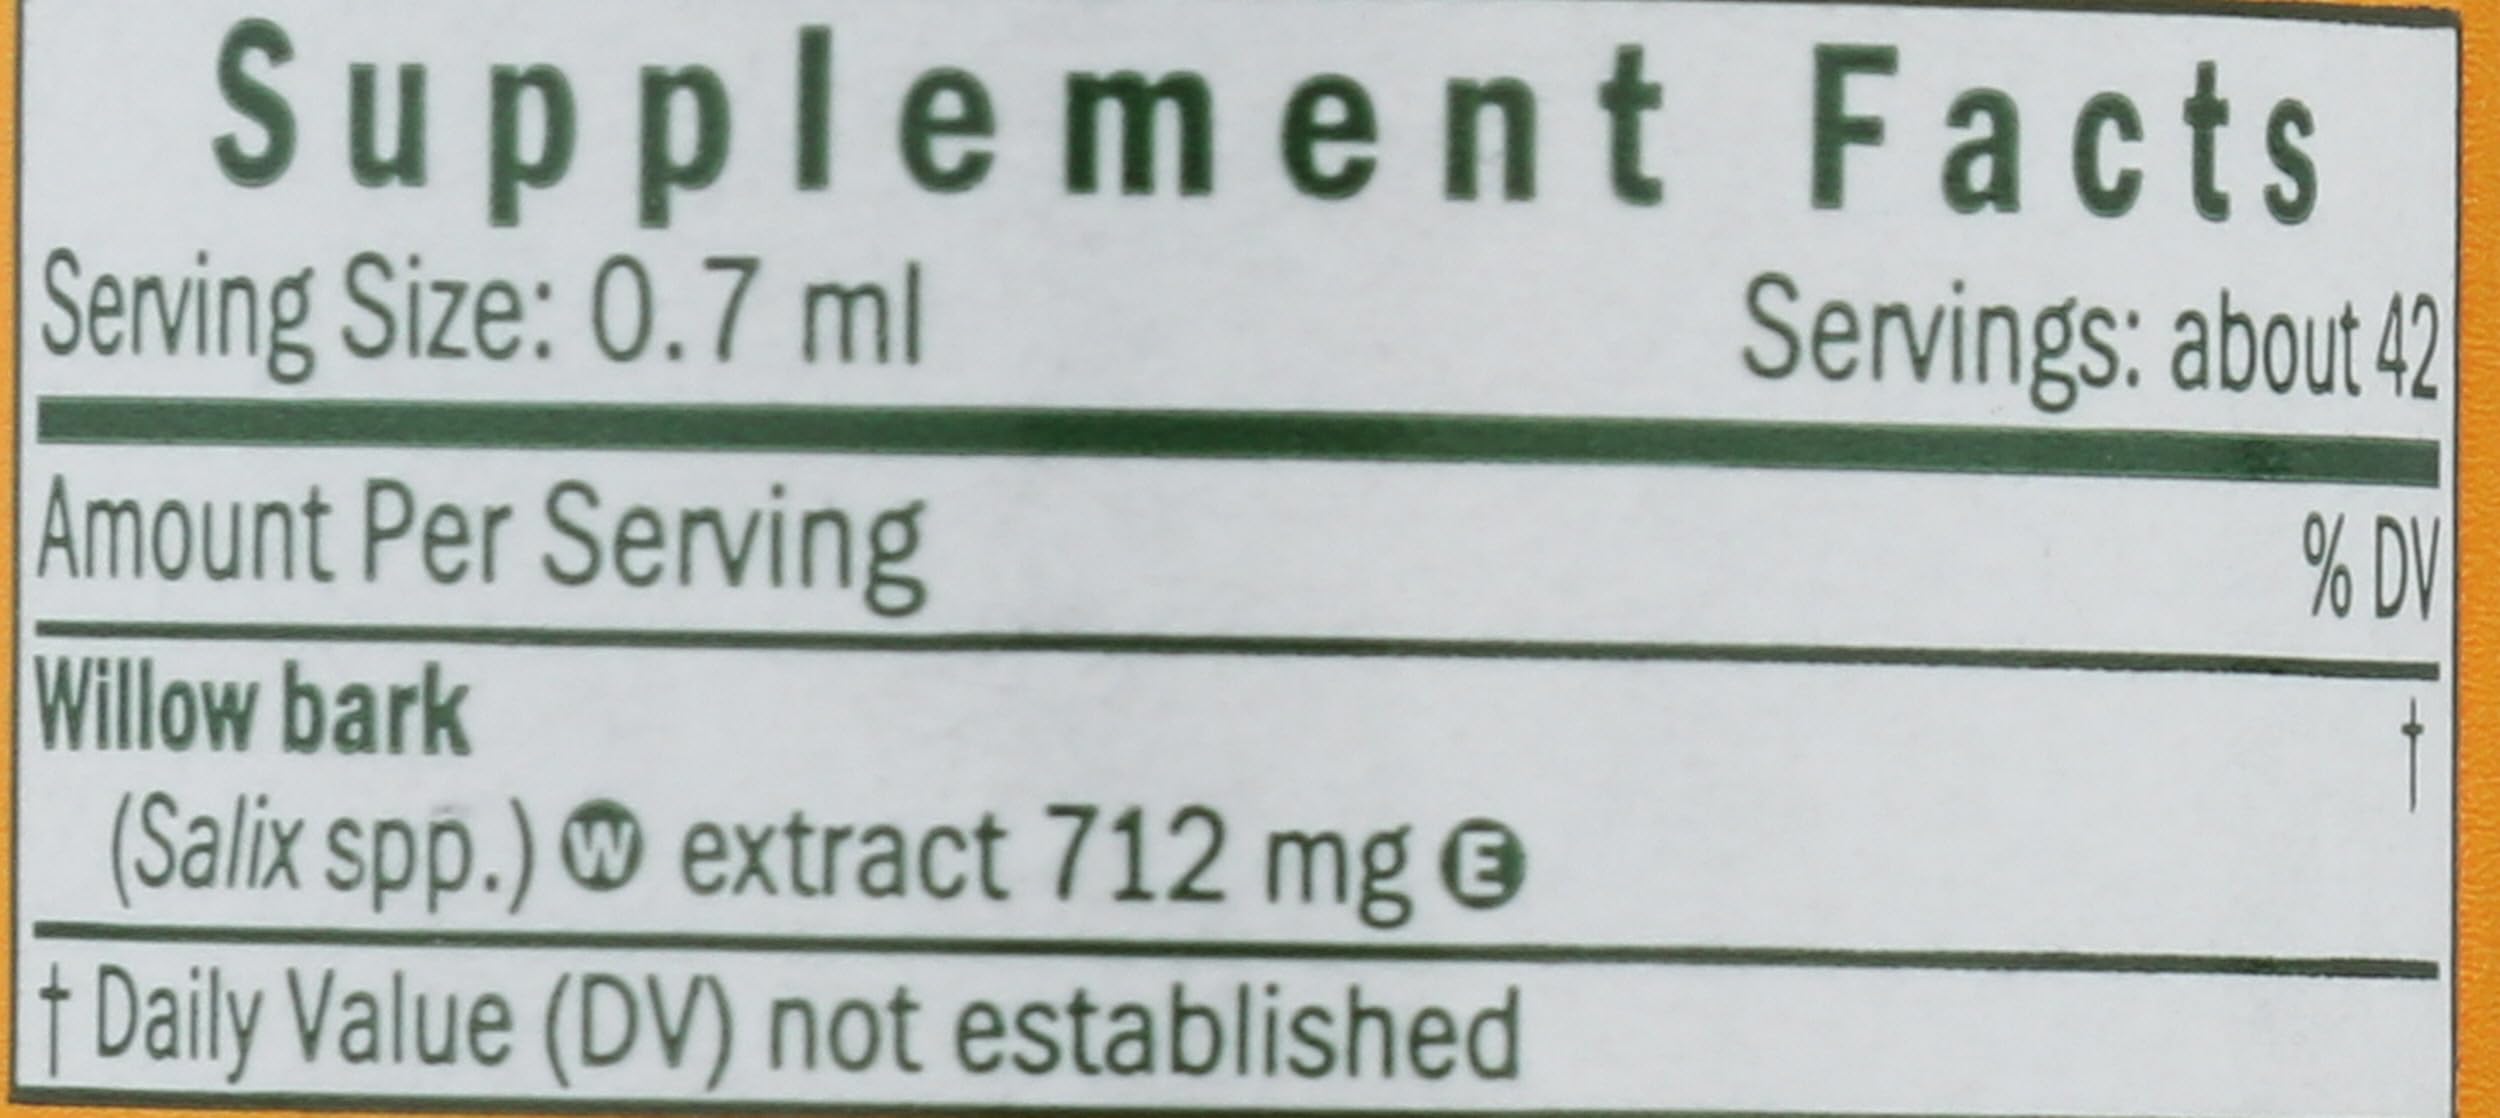 Supplement Facts
Serving Size: 0.7 ml Servings: about 42
Amount Per Serving % DV
Willow bark †
(Salix spp.) W extract 712 mg E
† Daily Value (DV) not established